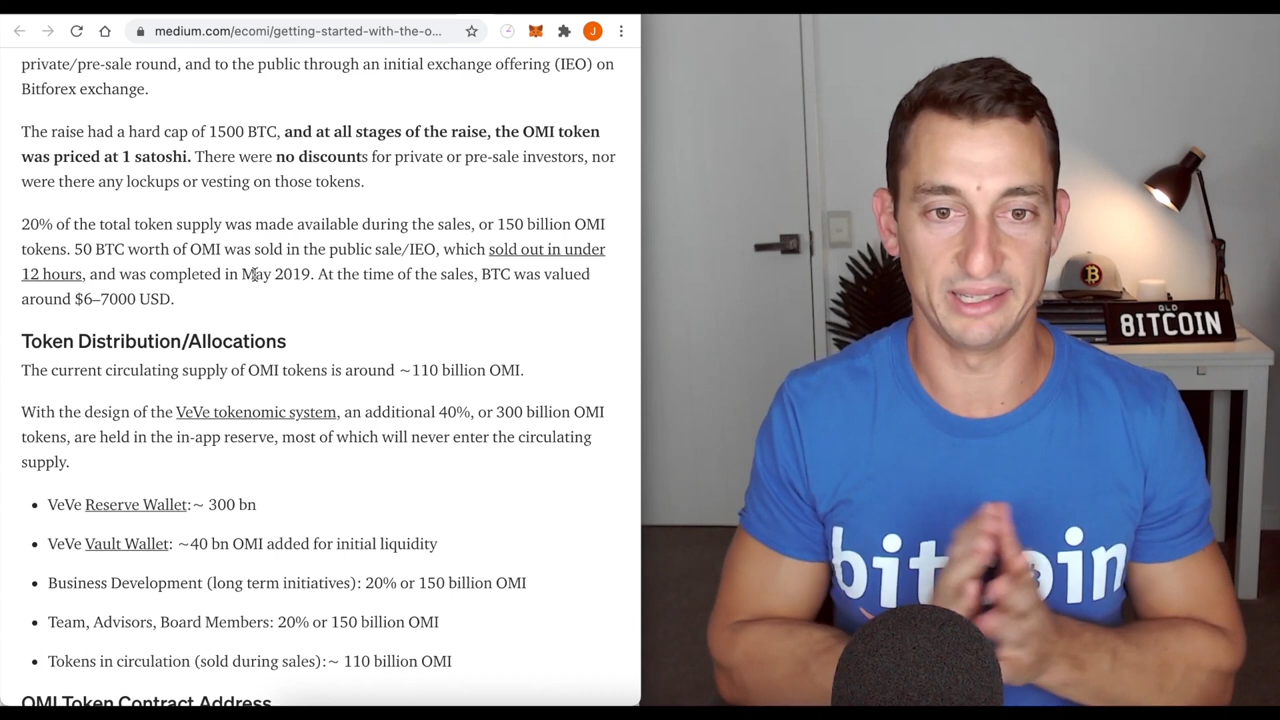 medium.com/ecomi/getting-started-with-the-o...
J
private/pre-sale round, and to the public through an initial exchange offering (IEO) on
Bitforex exchange.
The raise had a hard cap of 1500 BTC, and at all stages of the raise, the OMI token
was priced at 1 satoshi. There were no discounts for private or pre-sale investors, nor
were there any lockups or vesting on those tokens.
20% of the total token supply was made available during the sales, or 150 billion OMI
tokens. 50 BTC worth of OMI was sold in the public sale/IEO, which sold out in under
12 hours, and was completed in May 2019. At the time of the sales, BTC was valued
around $6–7000 USD.
Token Distribution/Allocations
The current circulating supply of OMI tokens is around ~110 billion OMI.
With the design of the VeVe tokenomic system, an additional 40%, or 300 billion OMI
tokens, are held in the in-app reserve, most of which will never enter the circulating
supply.
• VeVe Reserve Wallet:~ 300 bn
• VeVe Vault Wallet: ~40 bn OMI added for initial liquidity
• Business Development (long term initiatives): 20% or 150 billion OMI
• Team, Advisors, Board Members: 20% or 150 billion OMI
• Tokens in circulation (sold during sales):~ 110 billion OMI
OMI Token Contract Address
QLD
8ITCOIN
bitcoin